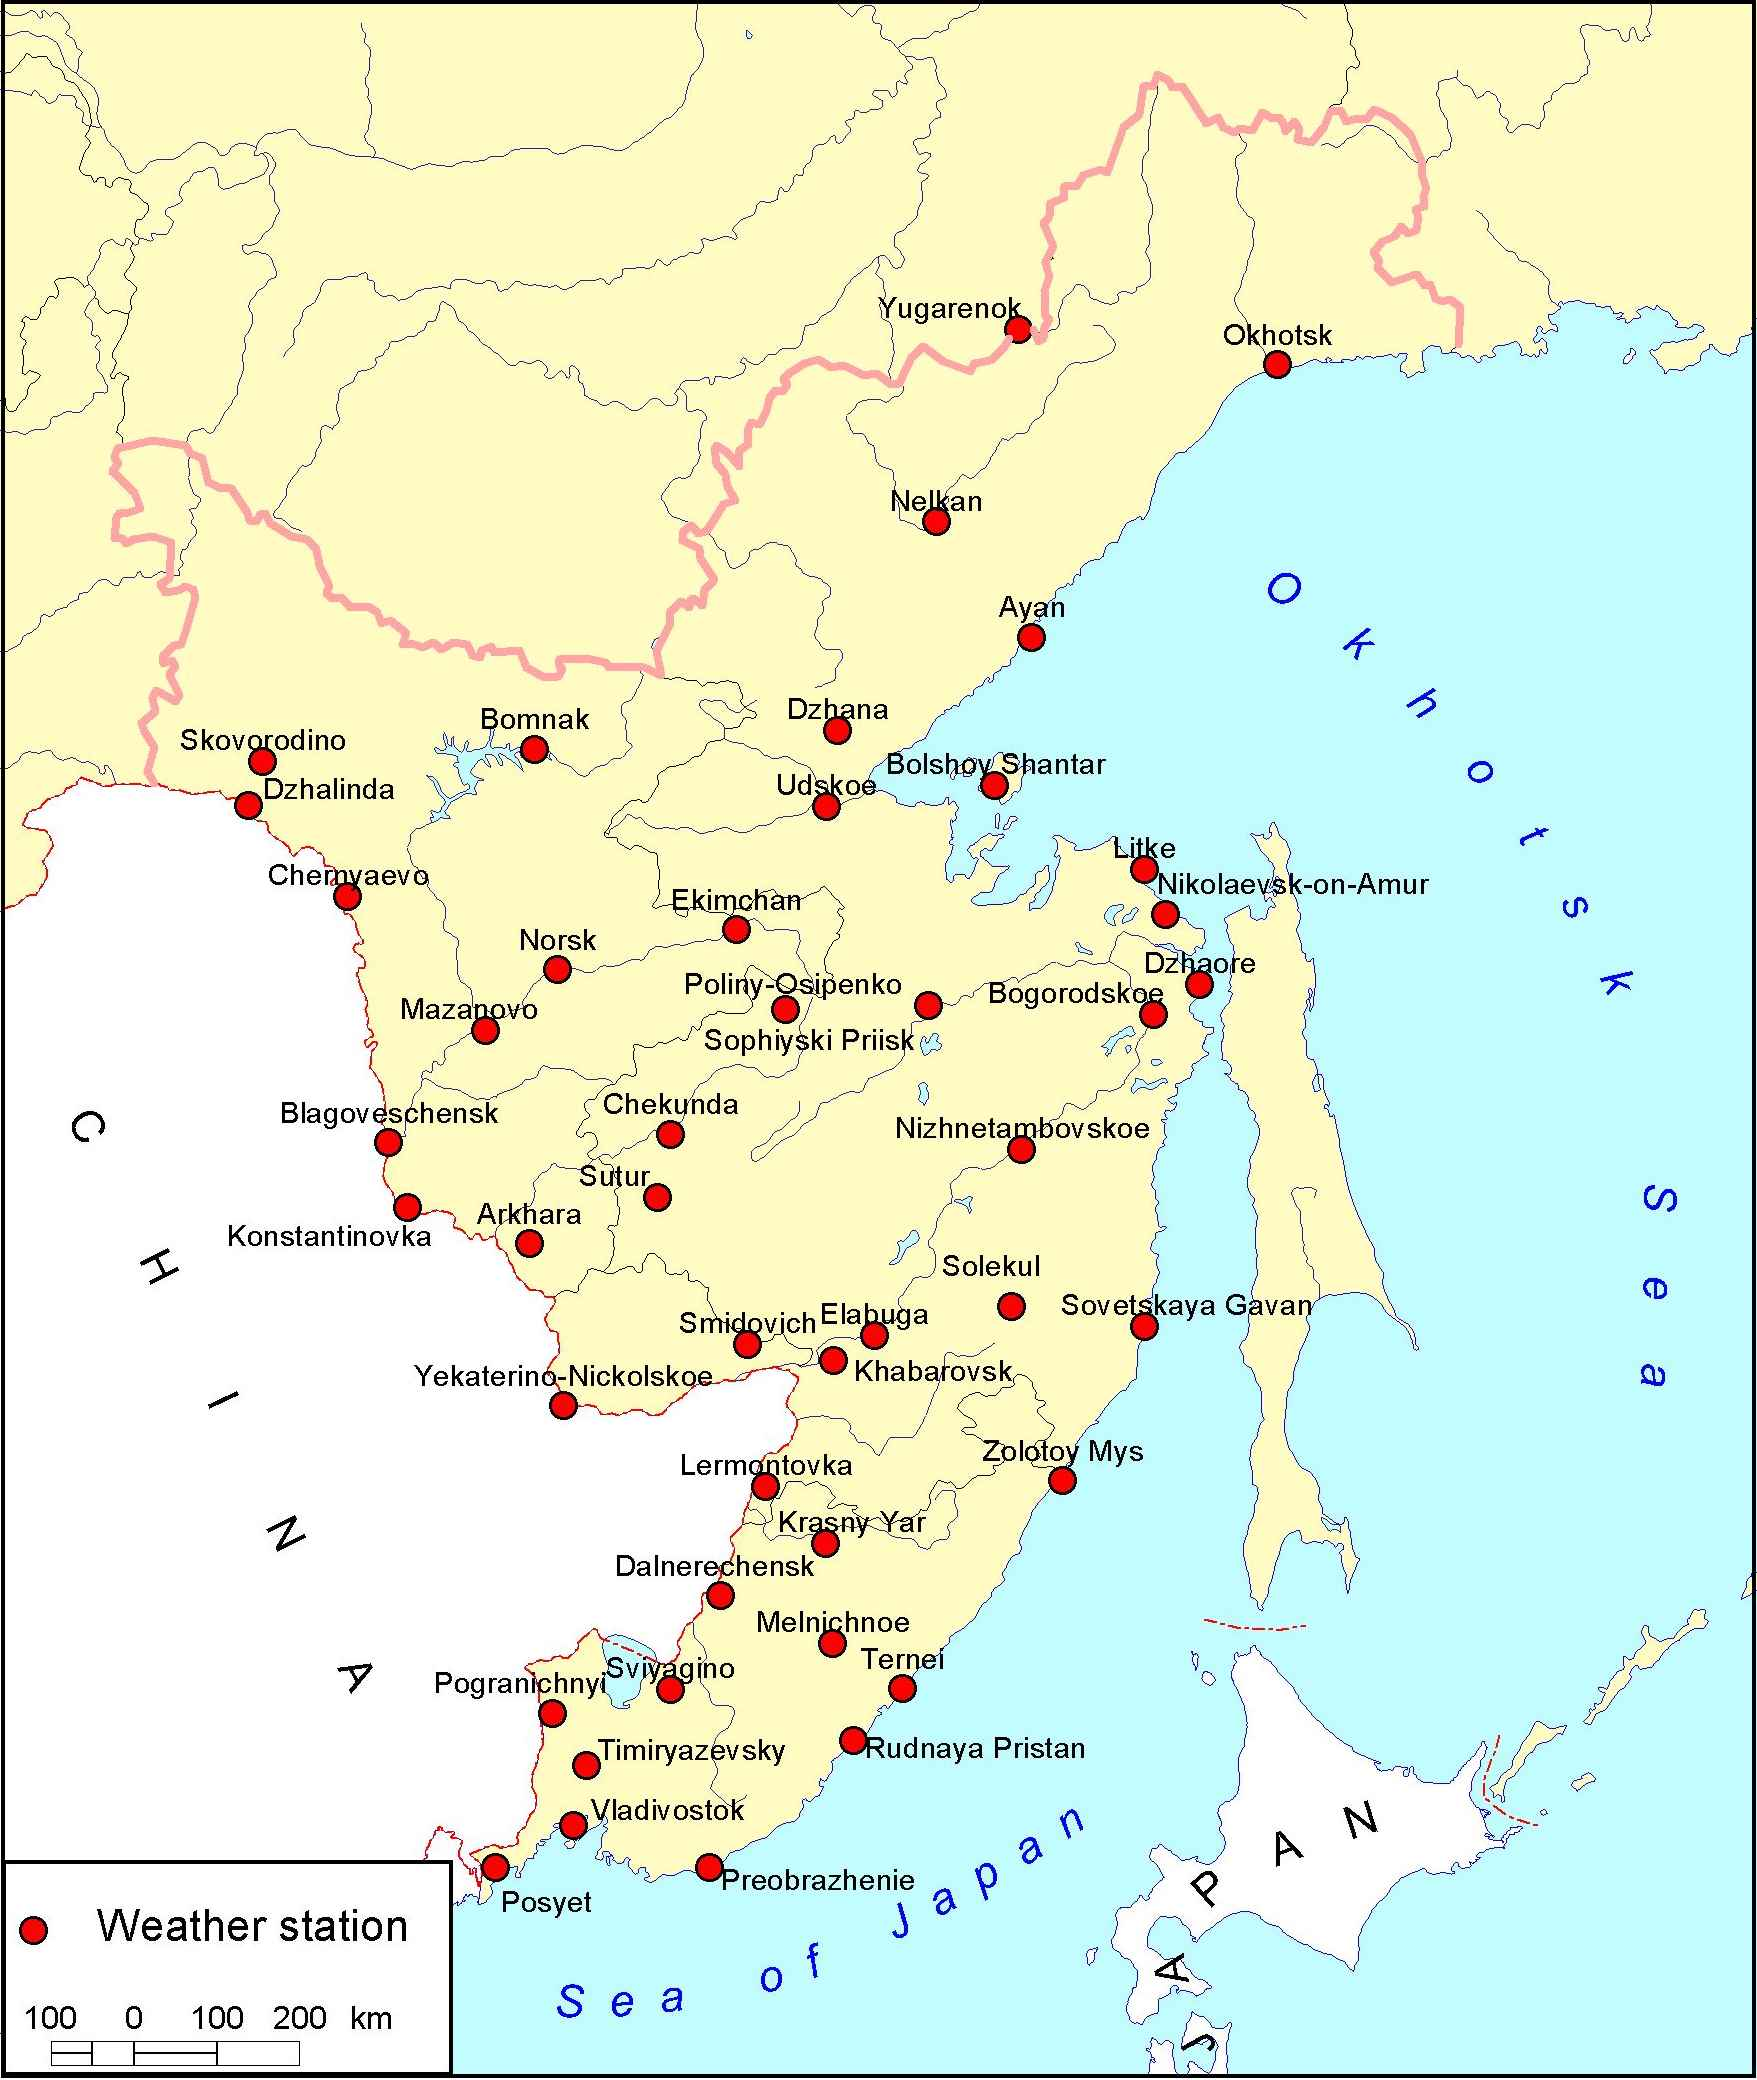 Yugarenok
Okhotsk
Nelkan
Ayan
Okhotsk Sea
Dzhana
Bomnak
Skovorodino
Bolshoy Shantar
Dzhalinda
Udskoe
Litke
Chernyaevo
Nikolaevsk-on-Amur
Ekimchan
Norsk
Dzhaore
Poliny-Osipenko
Bogorodskoe
Mazanovo
Sophiyski Priisk
Chekunda
Blagoveschensk
Nizhnetambovskoe
Sutur
Arkhara
Konstantinovka
CHINA
Solekul
Sovetskaya Gavan
Elabuga
Smidovich
Khabarovsk
Yekaterino-Nickolskoe
Zolotoy Mys
Lermontovka
Krasny Yar
Dalnerechensk
Melnichnoe
Ternei
Sviyagino
Pogranichnyi
Rudnaya Pristan
Timiryazevsky
Vladivostok
Preobrazhenie
Posyet
Sea of Japan
JAPAN
Weather station
100 0 100 200 km